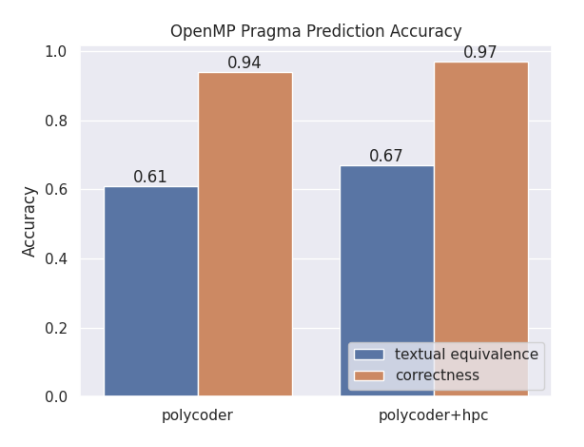 OpenMP Pragma Prediction Accuracy
1.0
0.8
0.6
0.4
0.2
0.0
Accuracy
0.61
0.94
0.67
0.97
textual equivalence
correctness
polycoder
polycoder+hpc